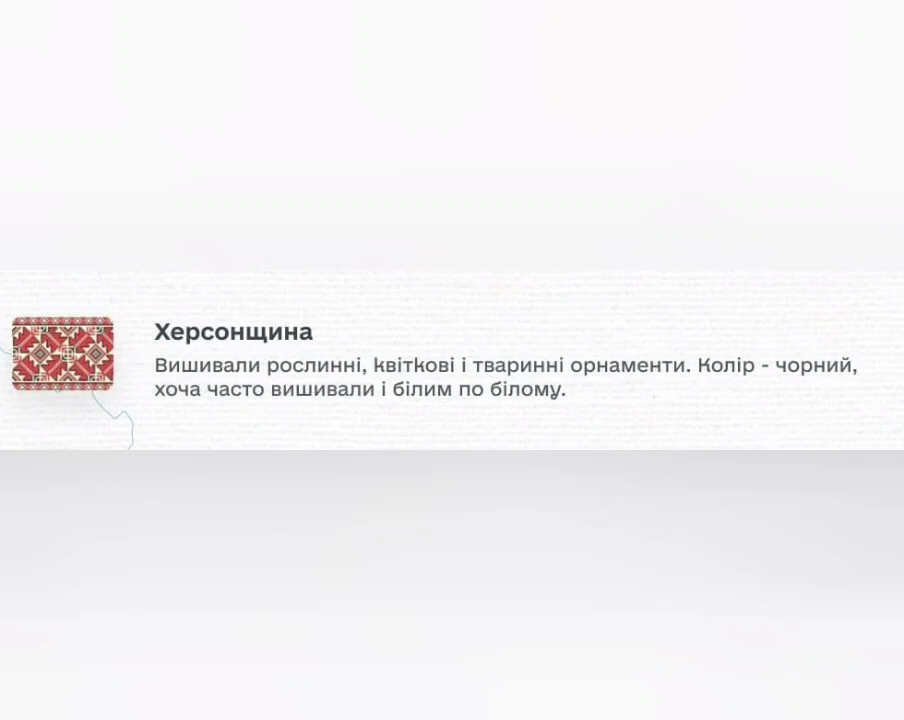 Херсонщина
Вишивали рослинні, квіткові і тваринні орнаменти. Колір - чорний,
хоча часто вишивали і білим по білому.